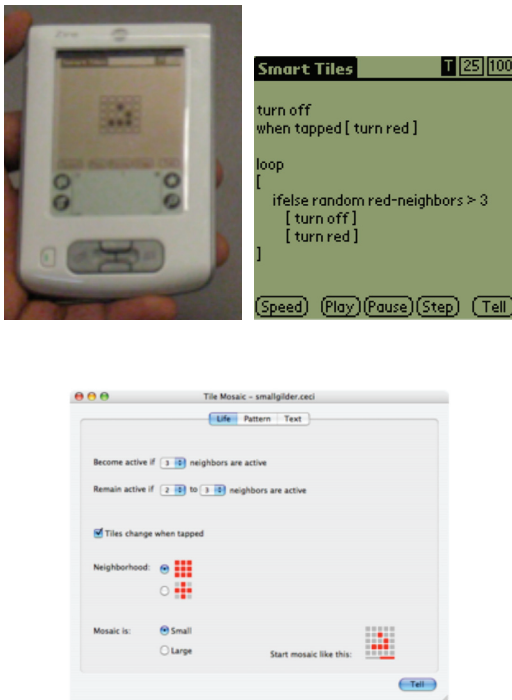 Zire
Smart Tiles T 25 100
turn off
when tapped [ turn red ]
loop
[
ifelse random red-neighbors > 3
[ turn off ]
[ turn red ]
]
(Speed) (Play) (Pause) (Step) (Tell)
Tile Mosaic – smallgilder.ceci
Life Pattern Text
Become active if 3 neighbors are active
Remain active if 2 to 3 neighbors are active
Tiles change when tapped
Neighborhood:
Mosaic is: Small
Large
Start mosaic like this:
Tell